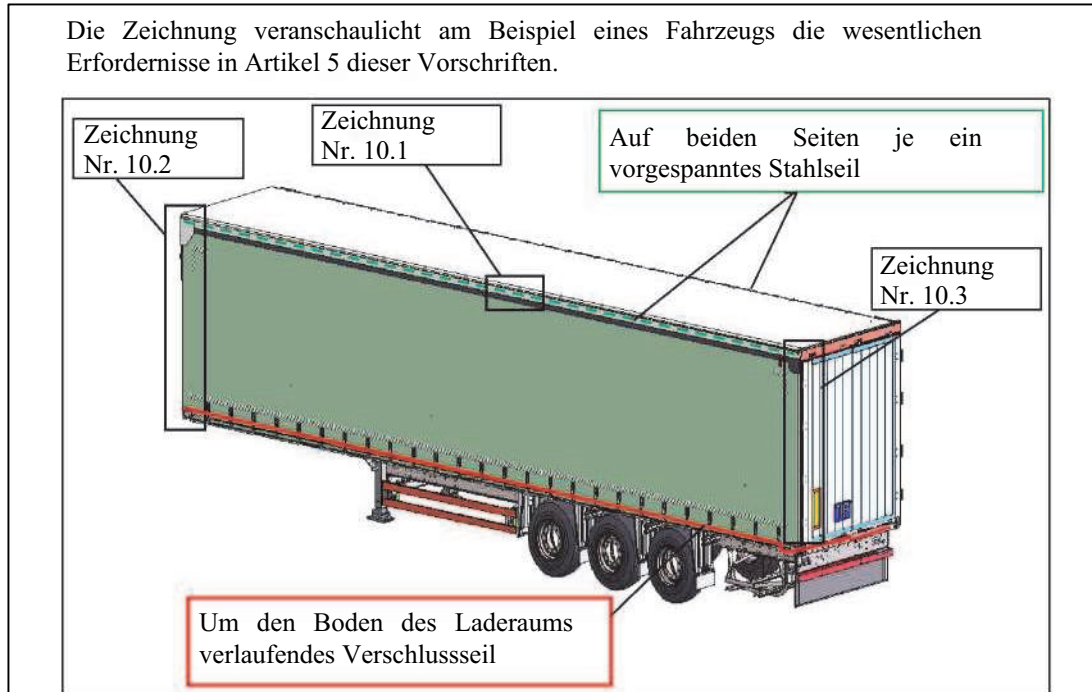 Die Zeichnung veranschaulicht am Beispiel eines Fahrzeugs die wesentlichen
Erfordernisse in Artikel 5 dieser Vorschriften.
Zeichnung
Nr. 10.2
Zeichnung
Nr. 10.1
Auf beiden Seiten je ein
vorgespanntes Stahlseil
Zeichnung
Nr. 10.3
Um den Boden des Laderaums
verlaufendes Verschlussseil